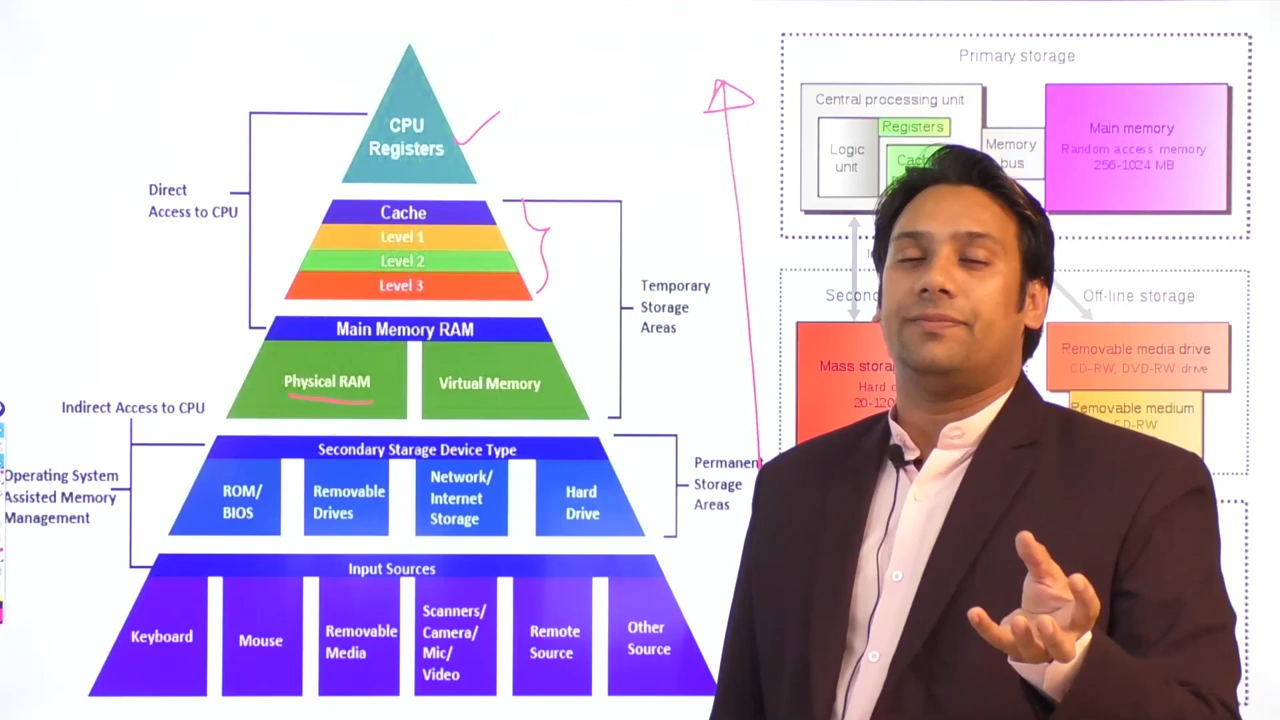 CPU
Registers
Direct
Access to CPU
Cache
Level 1
Level 2
Level 3
Temporary
Storage
Areas
Main Memory RAM
Physical RAM
Virtual Memory
Indirect Access to CPU
Secondary Starage Device Type
ROM/
BIOS
Removable
Drives
Network/
Internet
Storage
Hard
Drive
Permanent
Storage
Areas
Operating System
Assisted Memory
Management
Input Sources
Keyboard
Mouse
Removable
Media
Scanners/
Camera/
Mic/
Video
Remote
Source
Other
Source
Primary storage
Central processing unit
Logic
unit
Registers
Memory
bus
Main memory
Random access memory
256-1024 MB
Off-line storage
Mass
Removable media drive
CD-RW, DVD-RW drive
Removable medium
CD-RW